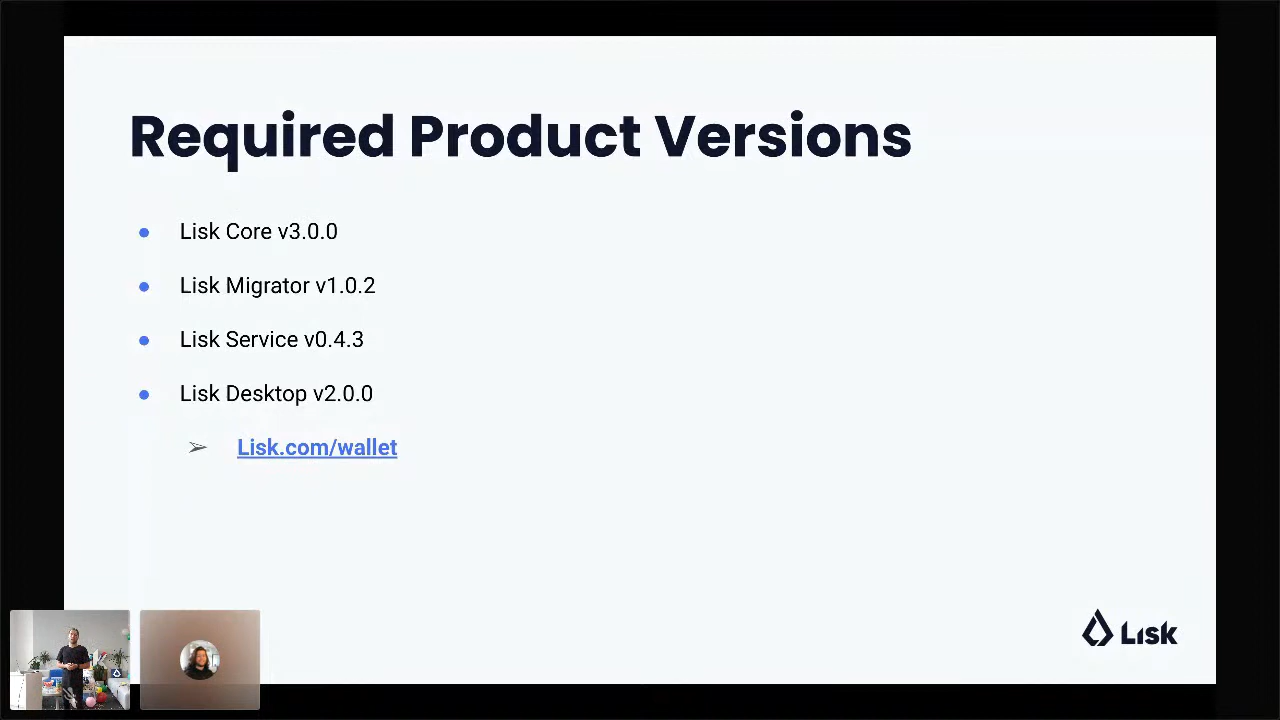 Required Product Versions
Lisk Core v3.0.0
Lisk Migrator v1.0.2
Lisk Service v0.4.3
Lisk Desktop v2.0.0
Lisk.com/wallet
Lisk